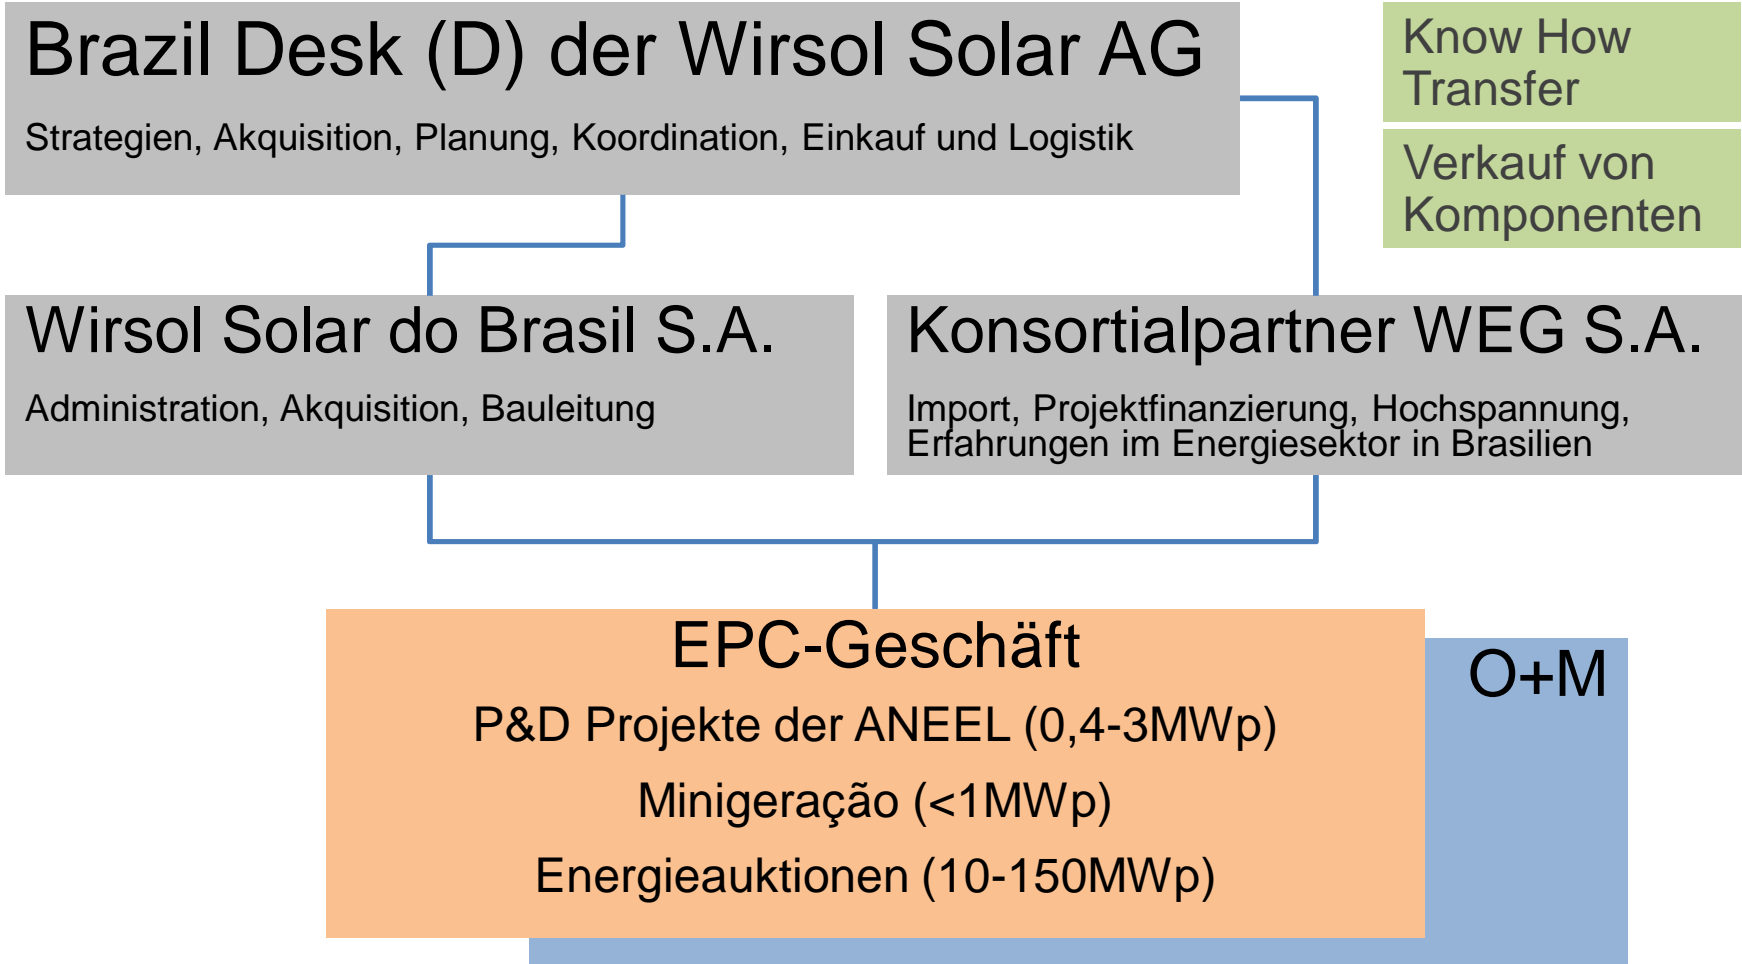 Brazil Desk (D) der Wirsol Solar AG
Strategien, Akquisition, Planung, Koordination, Einkauf und Logistik
Know How
Transfer
Verkauf von
Komponenten
Wirsol Solar do Brasil S.A.
Administration, Akquisition, Bauleitung
Konsortialpartner WEG S.A.
Import, Projektfinanzierung, Hochspannung,
Erfahrungen im Energiesektor in Brasilien
EPC-Geschäft
P&D Projekte der ANEEL (0,4-3MWp)
Minigeração (<1MWp)
Energieauktionen (10-150MWp)
O+M